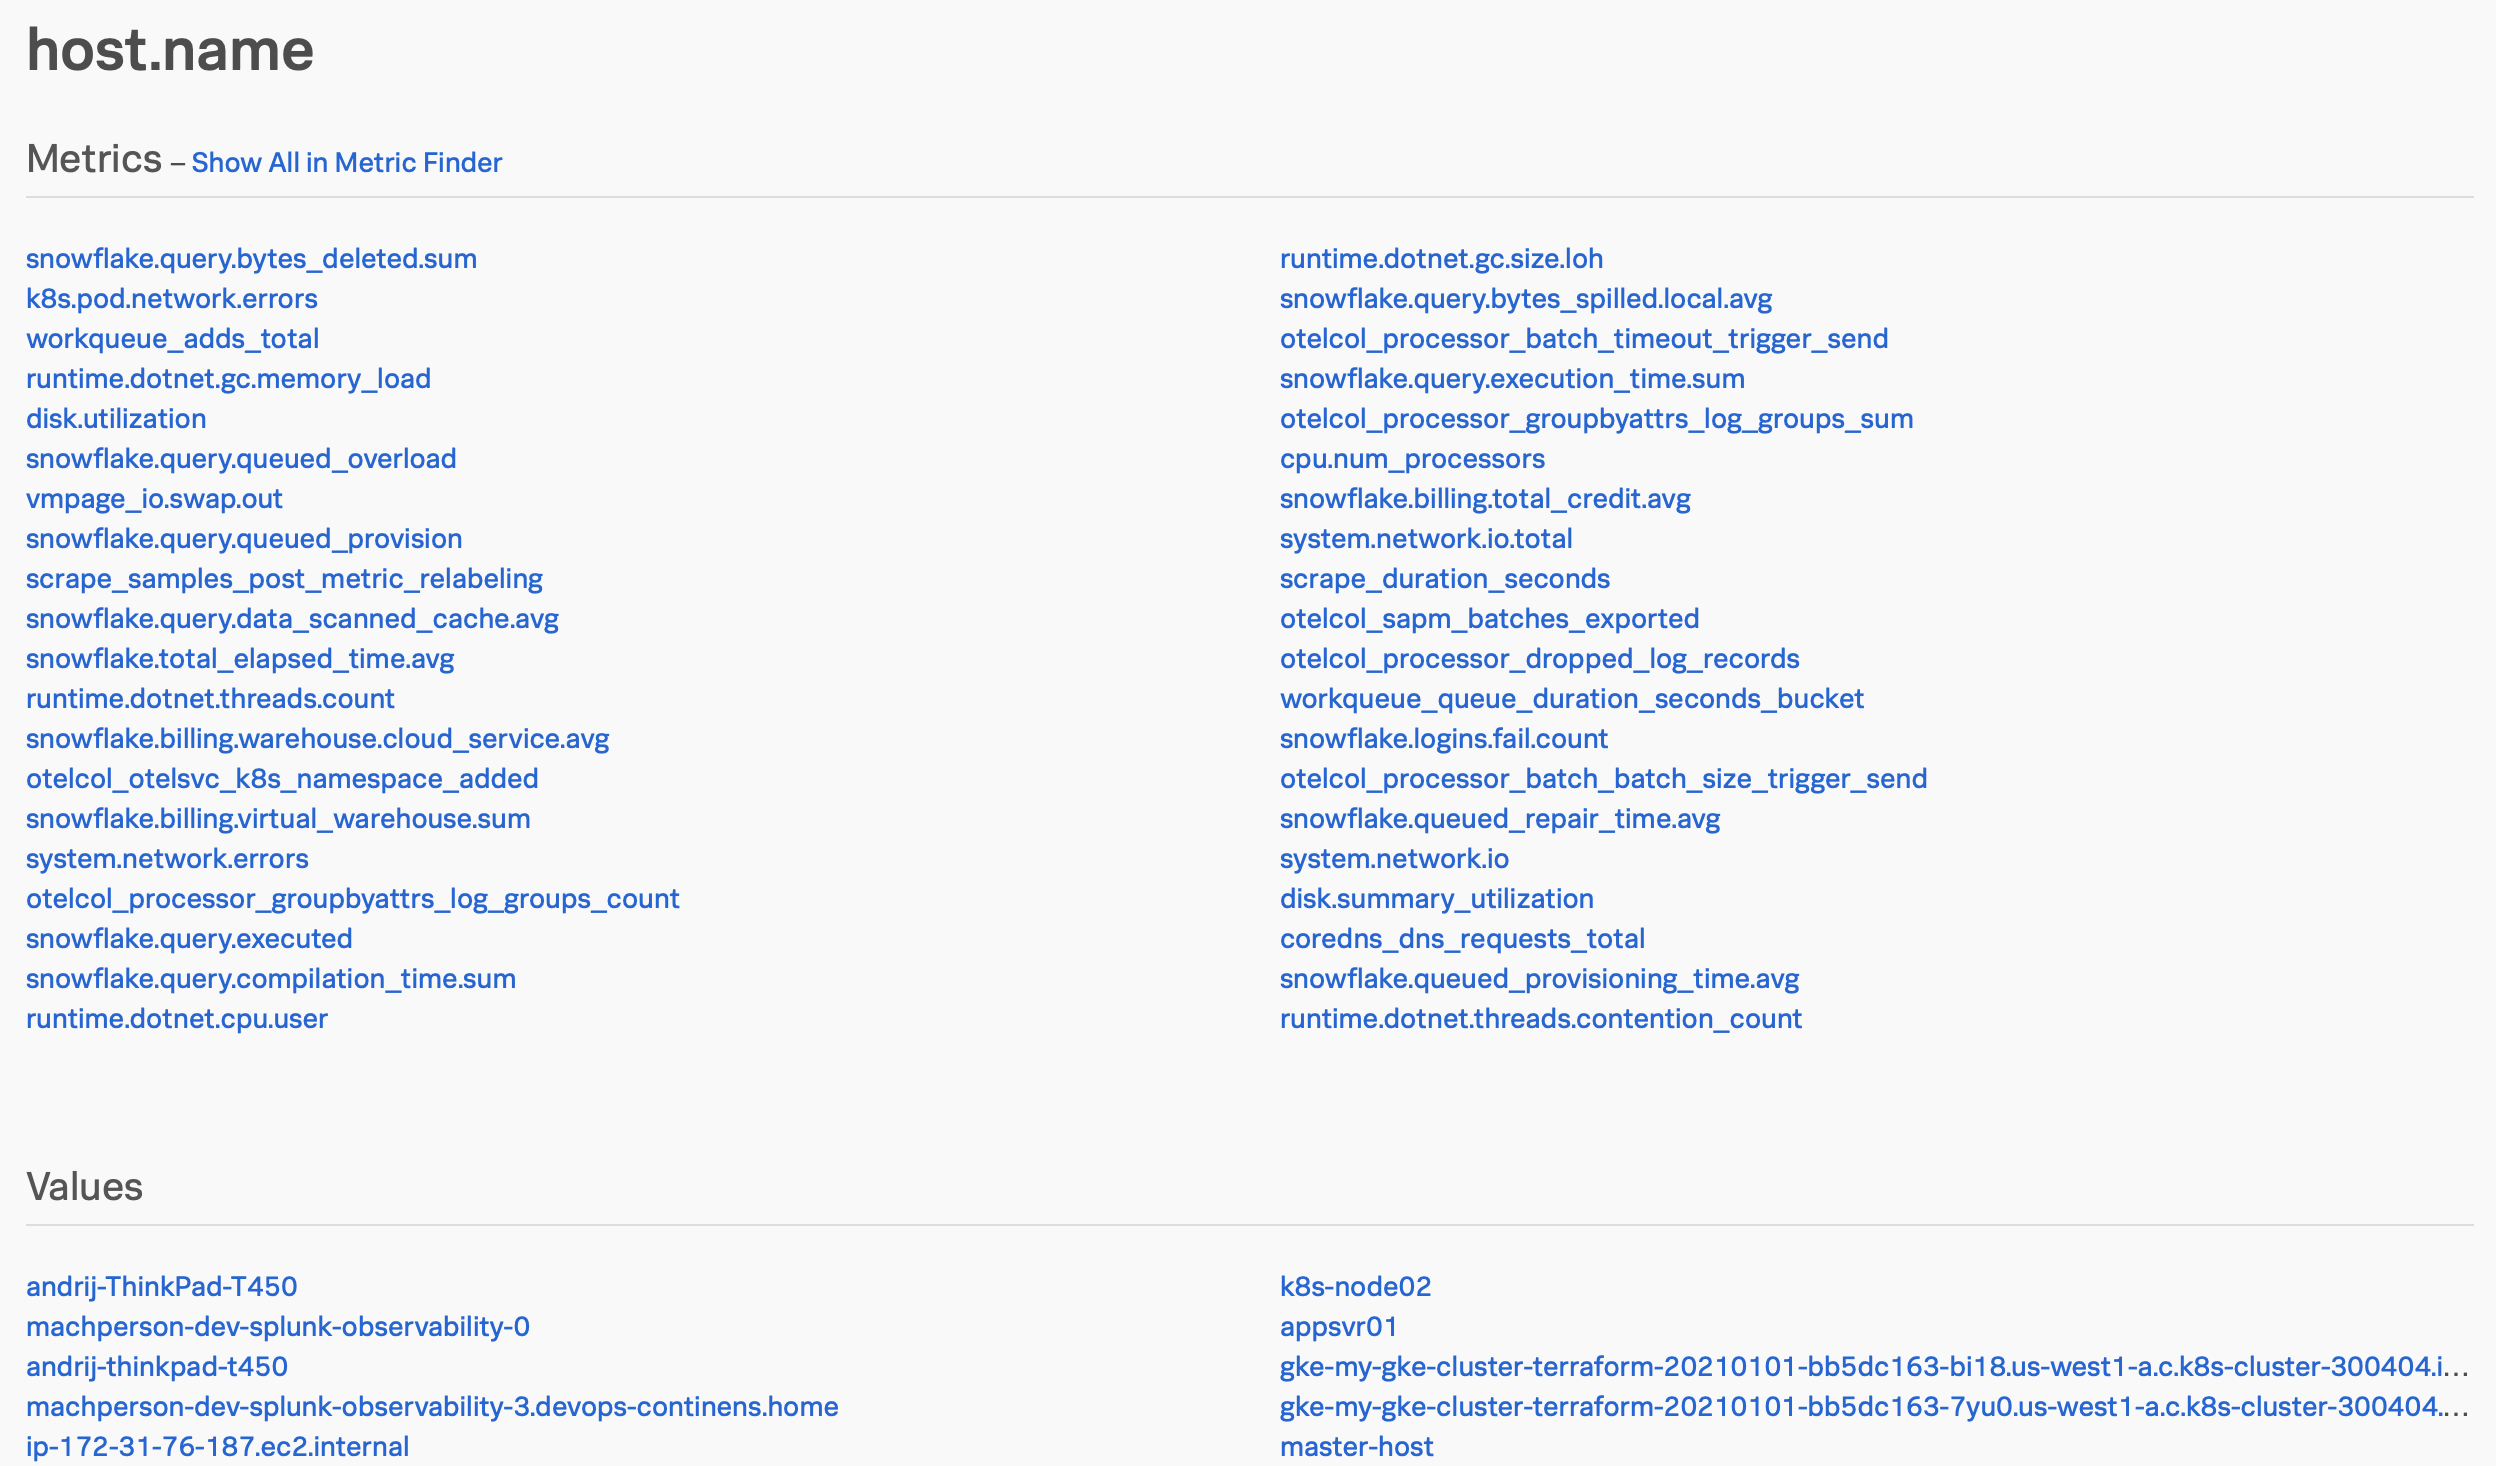 host.name
Metrics – Show All in Metric Finder
snowflake.query.bytes_deleted.sum
k8s.pod.network.errors
workqueue_adds_total
runtime.dotnet.gc.memory_load
disk.utilization
snowflake.query.queued_overload
vmpage_io.swap.out
snowflake.query.queued_provision
scrape_samples_post_metric_relabeling
snowflake.query.data_scanned_cache.avg
snowflake.total_elapsed_time.avg
runtime.dotnet.threads.count
snowflake.billing.warehouse.cloud_service.avg
otelcol_otelsvc_k8s_namespace_added
snowflake.billing.virtual_warehouse.sum
system.network.errors
otelcol_processor_groupbyattrs_log_groups_count
snowflake.query.executed
snowflake.query.compilation_time.sum
runtime.dotnet.cpu.user
runtime.dotnet.gc.size.loh
snowflake.query.bytes_spilled.local.avg
otelcol_processor_batch_timeout_trigger_send
snowflake.query.execution_time.sum
otelcol_processor_groupbyattrs_log_groups_sum
cpu.num_processors
snowflake.billing.total_credit.avg
system.network.io.total
scrape_duration_seconds
otelcol_sapm_batches_exported
otelcol_processor_dropped_log_records
workqueue_queue_duration_seconds_bucket
snowflake.logins.fail.count
otelcol_processor_batch_batch_size_trigger_send
snowflake.queued_repair_time.avg
system.network.io
disk.summary_utilization
coredns_dns_requests_total
snowflake.queued_provisioning_time.avg
runtime.dotnet.threads.contention_count
Values
andrij-ThinkPad-T450
machperson-dev-splunk-observability-0
andrij-thinkpad-t450
machperson-dev-splunk-observability-3.devops-continens.home
ip-172-31-76-187.ec2.internal
k8s-node02
appsvr01
gke-my-gke-cluster-terraform-20210101-bb5dc163-bi18.us-west1-a.c.k8s-cluster-300404.i...
gke-my-gke-cluster-terraform-20210101-bb5dc163-7yu0.us-west1-a.c.k8s-cluster-300404....
master-host